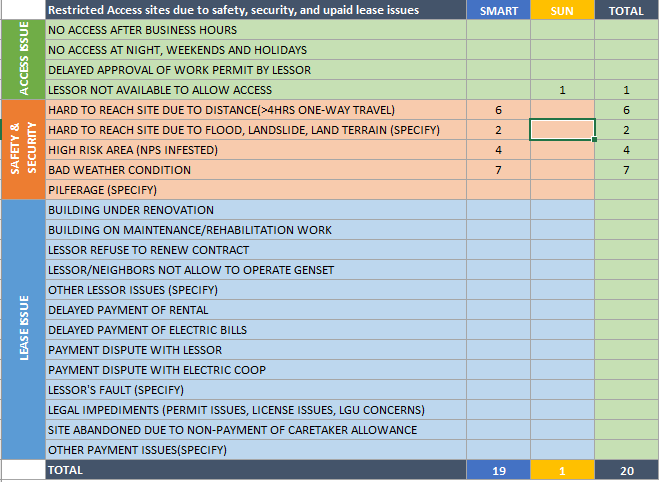 Restricted Access sites due to safety, security, and upaid lease issues SMART SUN TOTAL
ACCESS ISSUE
NO ACCESS AFTER BUSINESS HOURS
NO ACCESS AT NIGHT, WEEKENDS AND HOLIDAYS
DELAYED APPROVAL OF WORK PERMIT BY LESSOR
LESSOR NOT AVAILABLE TO ALLOW ACCESS 1 1
SAFETY &
SECURITY
HARD TO REACH SITE DUE TO DISTANCE(>4HRS ONE-WAY TRAVEL) 6 6
HARD TO REACH SITE DUE TO FLOOD, LANDSLIDE, LAND TERRAIN (SPECIFY) 2 2
HIGH RISK AREA (NPS INFESTED) 4 4
BAD WEATHER CONDITION 7 7
PILFERAGE (SPECIFY)
LEASE ISSUE
BUILDING UNDER RENOVATION
BUILDING ON MAINTENANCE/REHABILITATION WORK
LESSOR REFUSE TO RENEW CONTRACT
LESSOR/NEIGHBORS NOT ALLOW TO OPERATE GENSET
OTHER LESSOR ISSUES (SPECIFY)
DELAYED PAYMENT OF RENTAL
DELAYED PAYMENT OF ELECTRIC BILLS
PAYMENT DISPUTE WITH LESSOR
PAYMENT DISPUTE WITH ELECTRIC COOP
LESSOR'S FAULT (SPECIFY)
LEGAL IMPEDIMENTS (PERMIT ISSUES, LICENSE ISSUES, LGU CONCERNS)
SITE ABANDONED DUE TO NON-PAYMENT OF CARETAKER ALLOWANCE
OTHER PAYMENT ISSUES(SPECIFY)
TOTAL 19 1 20